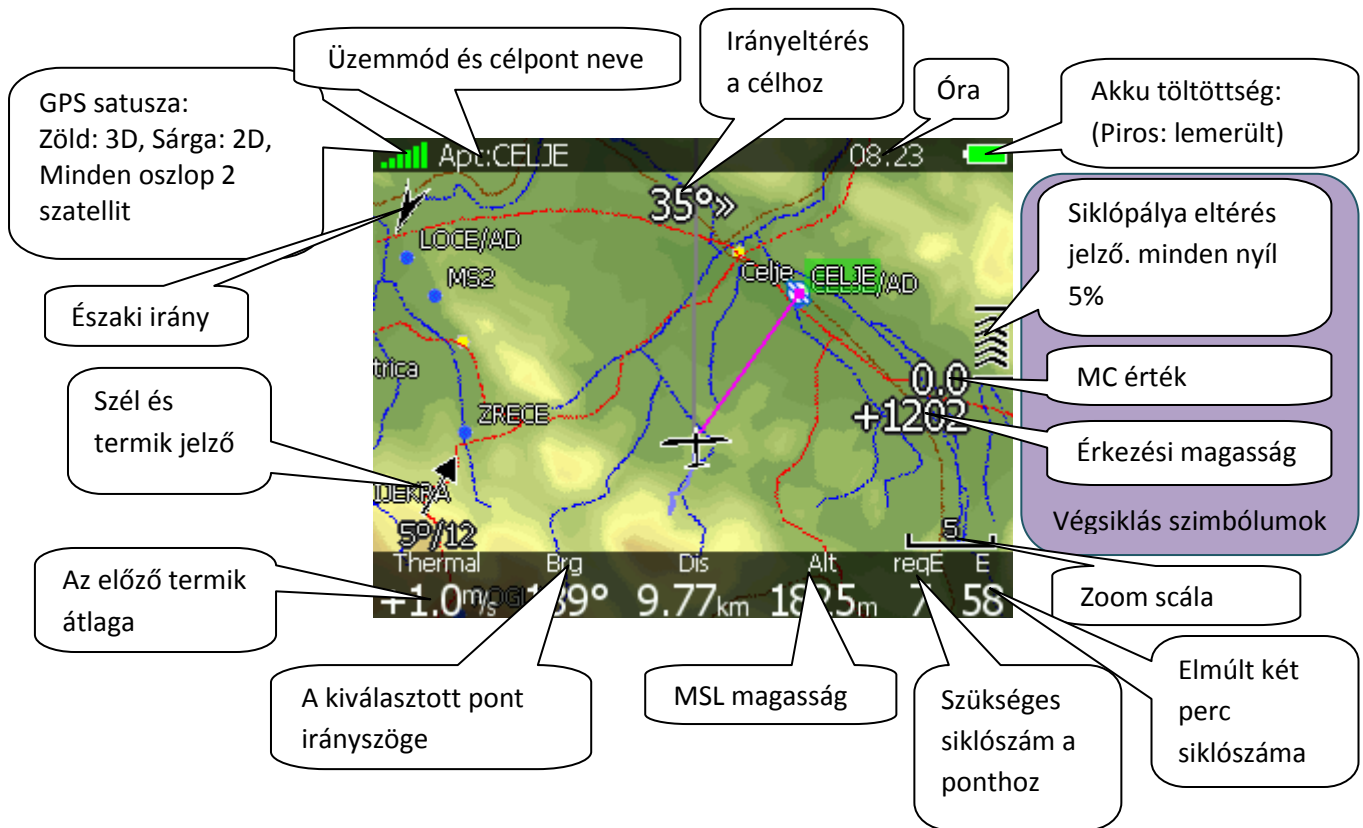 Üzemmód és célpont neve
Irányeltérés
a célhoz
Óra
Akku töltöttség:
(Piros: lemerült)
GPS satusza:
Zöld: 3D, Sárga: 2D,
Minden oszlop 2
szatellit
Apt:CELJE
08.23
35°»
Siklópálya eltérés
jelző. minden nyíl
5%
LOCE/AD
MS2
Celje
CELJE/AD
Északi irány
trica
0.0
MC érték
+1202
Szél és
termik jelző
ZRECE
Érkezési magasság
5°/12
5
Végsiklás szimbólumok
Thermal
Brg
Dis
Alt
reqE
E
Az előző termik
átlaga
+1.0m/s
9.77km
1825m
7
58
Zoom scála
A kiválasztott pont
irányszöge
MSL magasság
Szükséges
siklószám a
ponthoz
Elmúlt két
perc
siklószáma